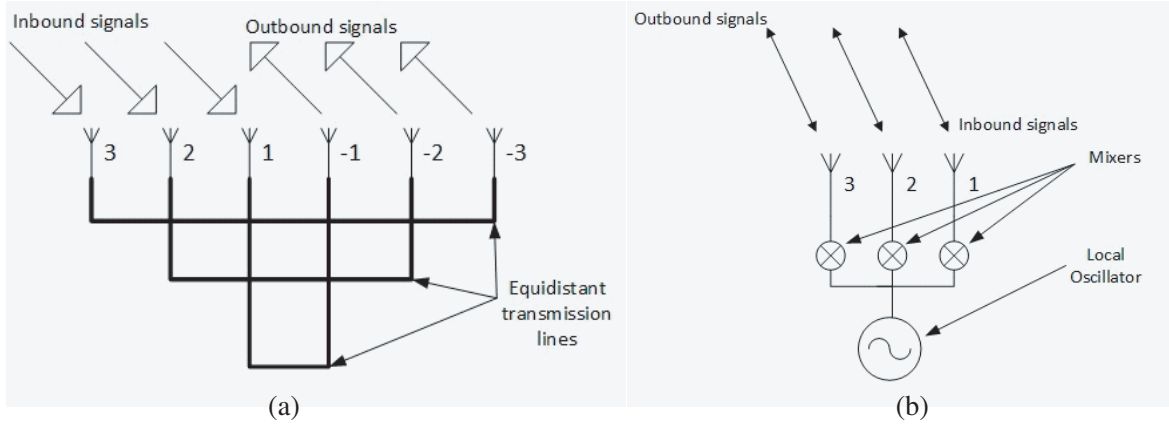 Inbound signals
Outbound signals
3 2 1 -1 -2 -3
Equidistant
transmission
lines
(a)
Outbound signals
Inbound signals
Mixers
3 2 1
Local
Oscillator
(b)